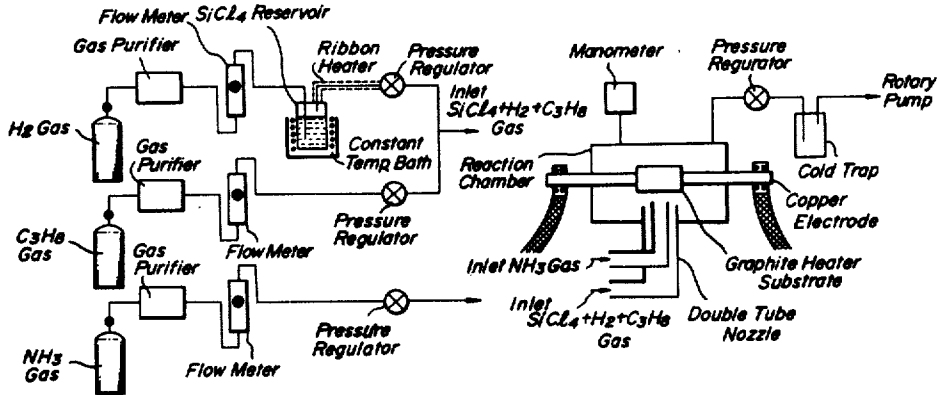 Flow Meter
SiCl4 Reservoir
Gas Purifier
Ribbon
Heater
Pressure
Regulator
Inlet
SiCl4+H2+C3H8
Gas
H2 Gas
Constant
Temp. Bath
Gas
Purifier
C3H8
Gas
Flow Meter
Pressure
Regulator
Gas
Purifier
NH3
Gas
Flow Meter
Pressure
Regulator
Manometer
Pressure
Regurator
Rotary
Pump
Reaction
Chamber
Cold Trap
Copper
Electrode
Inlet NH3 Gas
Graphite Heater
Substrate
Inlet
SiCl4+H2+C3H8
Gas
Double Tube
Nozzle